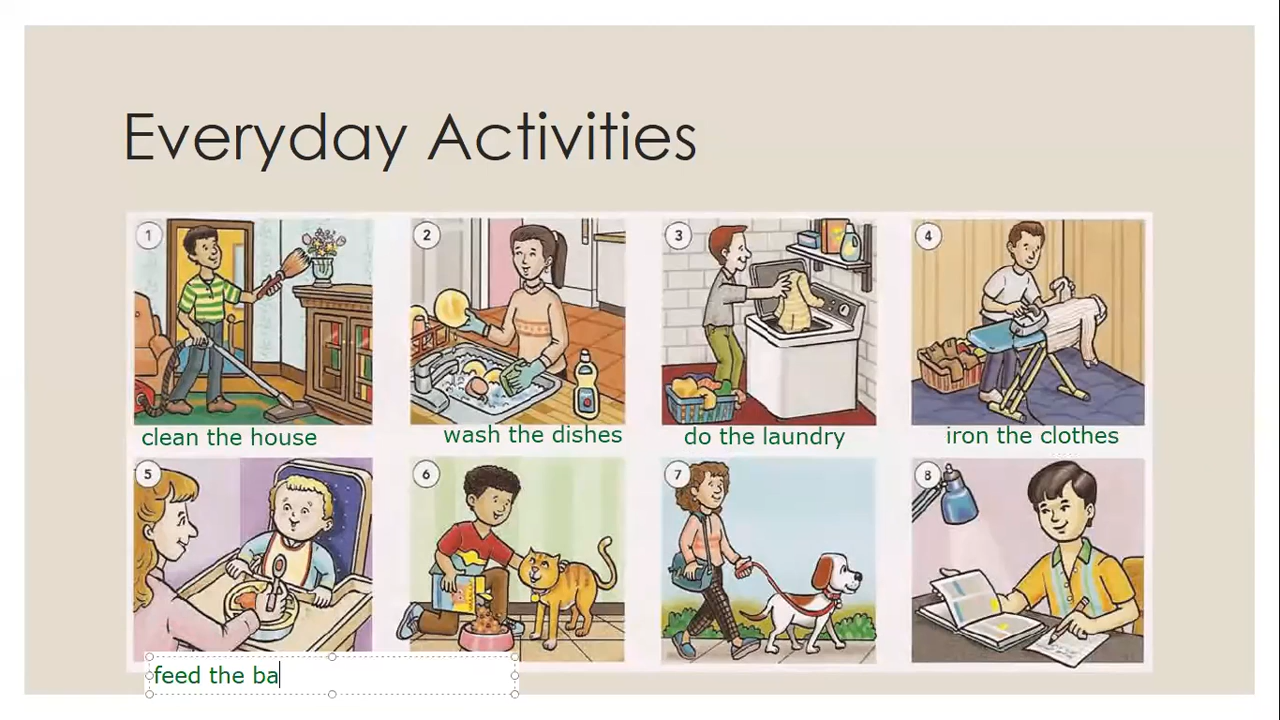 Everyday Activities
1
2
3
4
clean the house
wash the dishes
do the laundry
iron the clothes
5
6
7
8
feed the ba